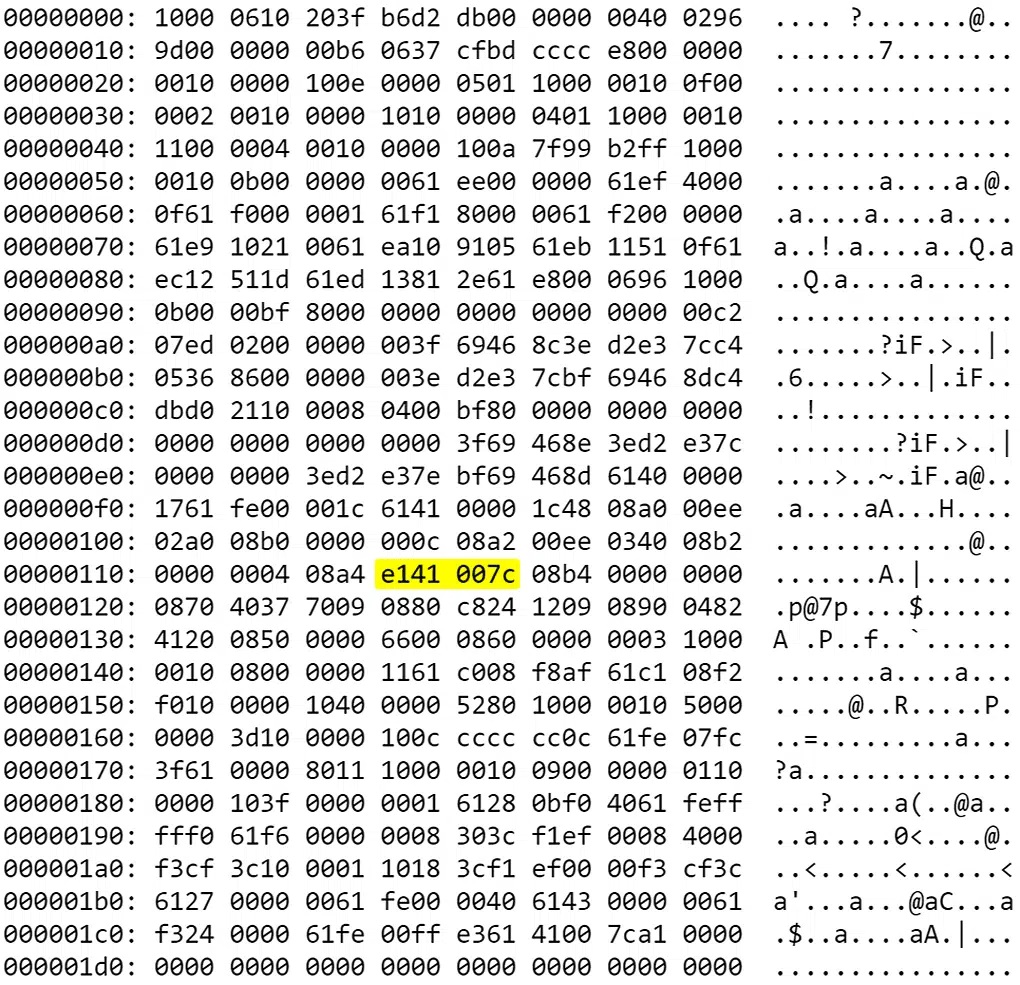 00000000: 1000 0610 203f b6d2 db00 0000 0040 0296  .... ?.......@..
00000010: 9d00 0000 00b6 0637 cfbd cccc e800 0000  .......7........
00000020: 0010 0000 100e 0000 0501 1000 0010 0f00  ................
00000030: 0002 0010 0000 1010 0000 0401 1000 0010  ................
00000040: 1100 0004 0010 0000 100a 7f99 b2ff 1000  ................
00000050: 0010 0b00 0000 0061 ee00 0000 61ef 4000  .......a....a.@.
00000060: 0f61 f000 0001 61f1 8000 0061 f200 0000  .a....a....a....
00000070: 61e9 1021 0061 ea10 9105 61eb 1151 0f61  a..!.a....a..Q.a
00000080: ec12 511d 61ed 1381 2e61 e800 0696 1000  ..Q.a....a......
00000090: 0b00 00bf 8000 0000 0000 0000 0000 00c2  ................
000000a0: 07ed 0200 0000 003f 6946 8c3e d2e3 7cc4  .......?iF.>..|.
000000b0: 0536 8600 0000 003e d2e3 7cbf 6946 8dc4  .6.....>..|.iF..
000000c0: dbd0 2110 0008 0400 bf80 0000 0000 0000  ..!.............
000000d0: 0000 0000 0000 0000 3f69 468e 3ed2 e37c  ........?iF.>..|
000000e0: 0000 0000 3ed2 e37e bf69 468d 6140 0000  ....>..~.iF.a@..
000000f0: 1761 fe00 001c 6141 0000 1c48 08a0 00ee  .a....aA...H....
00000100: 02a0 08b0 0000 000c 08a2 00ee 0340 08b2  .............@..
00000110: 0000 0004 08a4 e141 007c 08b4 0000 0000  .......A.|......
00000120: 0870 4037 7009 0880 c824 1209 0890 0482  .p@7p....$......
00000130: 4120 0850 0000 6600 0860 0000 0003 1000  A .P..f..`......
00000140: 0010 0800 0000 1161 c008 f8af 61c1 08f2  .......a....a...
00000150: f010 0000 1040 0000 5280 1000 0010 5000  .....@..R.....P.
00000160: 0000 3d10 0000 100c cccc cc0c 61fe 07fc  ..=.........a...
00000170: 3f61 0000 8011 1000 0010 0900 0000 0110  ?a..............
00000180: 0000 103f 0000 0001 6128 0bf0 4061 feff  ...?....a(..@a..
00000190: fff0 61f6 0000 0008 303c f1ef 0008 4000  ..a.....0<....@.
000001a0: f3cf 3c10 0001 1018 3cf1 ef00 00f3 cf3c  ..<.....<......<
000001b0: 6127 0000 0061 fe00 0040 6143 0000 0061  a'...a...@aC...a
000001c0: f324 0000 61fe 00ff e361 4100 7ca1 0000  .$..a....aA.|...
000001d0: 0000 0000 0000 0000 0000 0000 0000 0000  ................